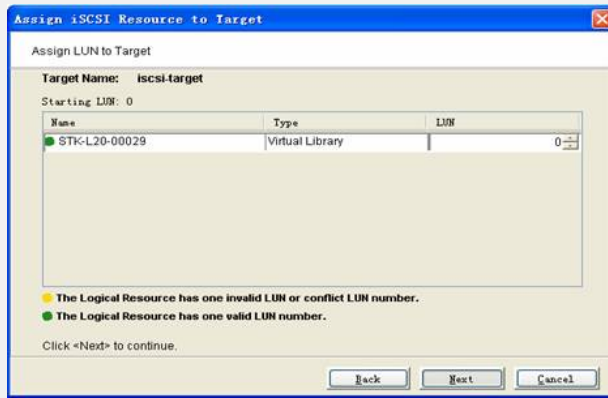 Assign iSCSI Resource to Target
Assign LUN to Target
Target Name: iscsi-target
Starting LUN: 0
Name Type LUN
STK-L20-00029 Virtual Library 0
The Logical Resource has one invalid LUN or conflict LUN number.
The Logical Resource has one valid LUN number.
Click <Next> to continue.
Back Next Cancel